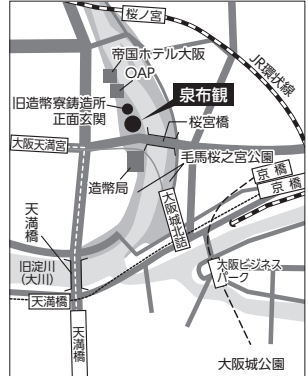 桜ノ宮
JR環状線
帝国ホテル大阪
OAP
泉布観
旧造幣寮鋳造所
正面玄関
桜宮橋
大阪天満宮
毛馬桜之宮公園
造幣局
京橋
京橋
大阪城北詰
天満橋
旧淀川
(大川)
天満橋
天満橋
大阪ビジネス
パーク
大阪城公園